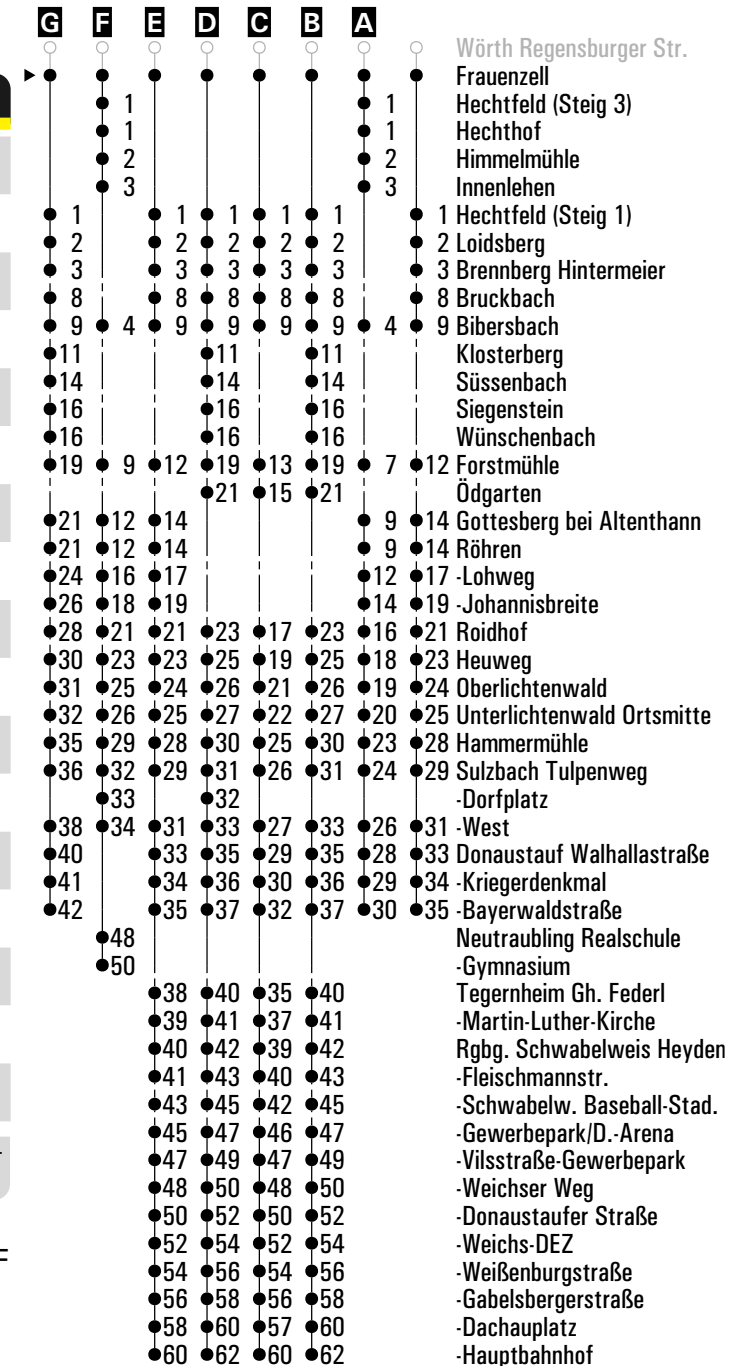 G F E D C B A
Wörth Regensburger Str.
Frauenzell
1 1 Hechtfeld (Steig 3)
1 1 Hechthof
2 2 Himmelmühle
3 3 Innenlehen
1 1 1 1 1 1 Hechtfeld (Steig 1)
2 2 2 2 2 2 Loidsberg
3 3 3 3 3 3 Brennberg Hintermeier
8 8 8 8 8 8 Bruckbach
9 4 9 9 9 9 4 9 Bibersbach
11 11 11 Klosterberg
14 14 14 Süssenbach
16 16 16 Siegenstein
16 16 16 Wünschenbach
19 9 12 19 13 19 7 12 Forstmühle
21 15 21 Ödgarten
21 12 14 9 14 Gottesberg bei Altenthann
21 12 14 9 14 Röhren
24 16 17 12 17 -Lohweg
26 18 19 14 19 -Johannisbreite
28 21 21 23 17 23 16 21 Roidhof
30 23 23 25 19 25 18 23 Heuweg
31 25 24 26 21 26 19 24 Oberlichtenwald
32 26 25 27 22 27 20 25 Unterlichtenwald Ortsmitte
35 29 28 30 25 30 23 28 Hammermühle
36 32 29 31 26 31 24 29 Sulzbach Tulpenweg
33 32 -Dorfplatz
38 34 31 33 27 33 26 31 -West
40 33 35 29 35 28 33 Donaustauf Walhallastraße
41 34 36 30 36 29 34 -Kriegerdenkmal
42 35 37 32 37 30 35 -Bayerwaldstraße
48 Neutraubling Realschule
50 -Gymnasium
38 40 35 40 Tegernheim Gh. Federl
39 41 37 41 -Martin-Luther-Kirche
40 42 39 42 Rgbg. Schwabelweis Heyden
41 43 40 43 -Fleischmannstr.
43 45 42 45 -Schwabelw. Baseball-Stad.
45 47 46 47 -Gewerbepark/D.-Arena
47 49 47 49 -Vilsstraße-Gewerbepark
48 50 48 50 -Weichser Weg
50 52 50 52 -Donaustaufer Straße
52 54 52 54 -Weichs-DEZ
54 56 54 56 -Weißenburgstraße
56 58 56 58 -Gabelsbergerstraße
58 60 57 60 -Dachauplatz
60 62 60 62 -Hauptbahnhof